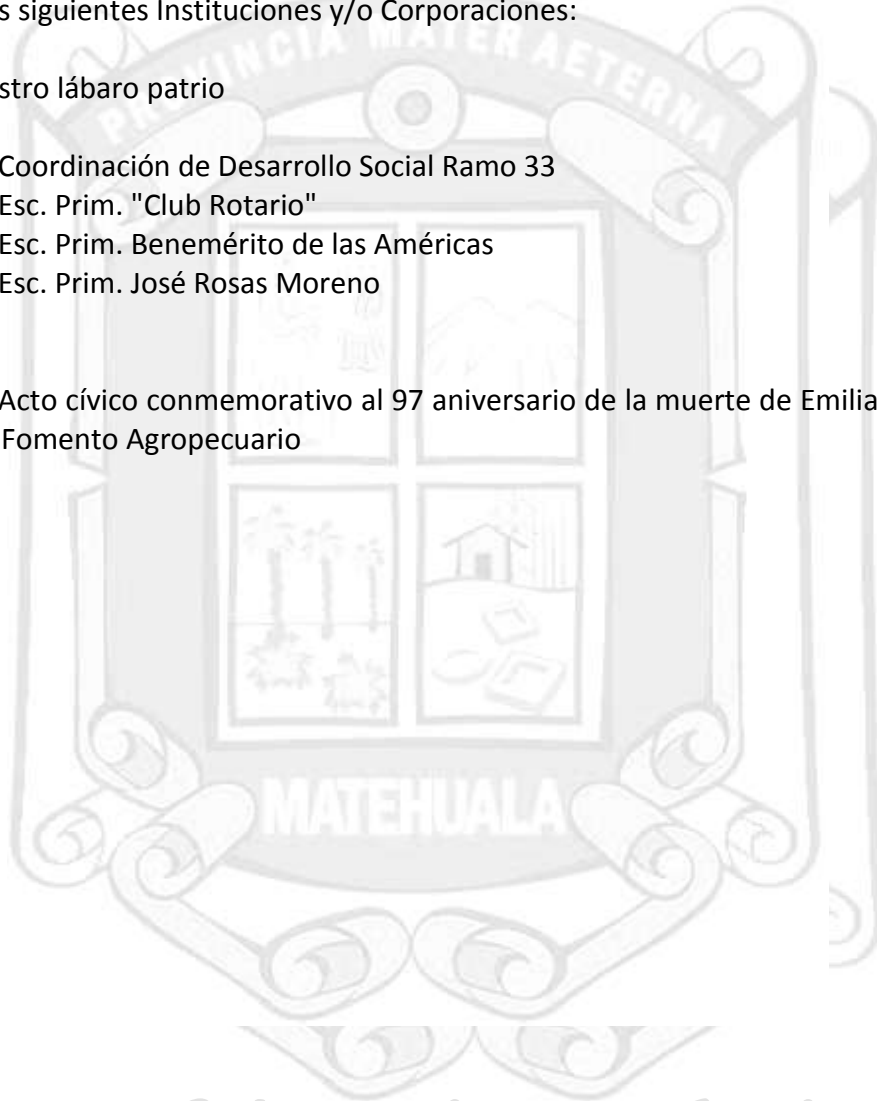 s siguientes Instituciones y/o Corporaciones:
PROVINCIA MATER AETERNA
stro lábaro patrio
Coordinación de Desarrollo Social Ramo 33
Esc. Prim. "Club Rotario"
Esc. Prim. Benemérito de las Américas
Esc. Prim. José Rosas Moreno
Acto cívico conmemorativo al 97 aniversario de la muerte de Emilia
Fomento Agropecuario
MATEHUALA